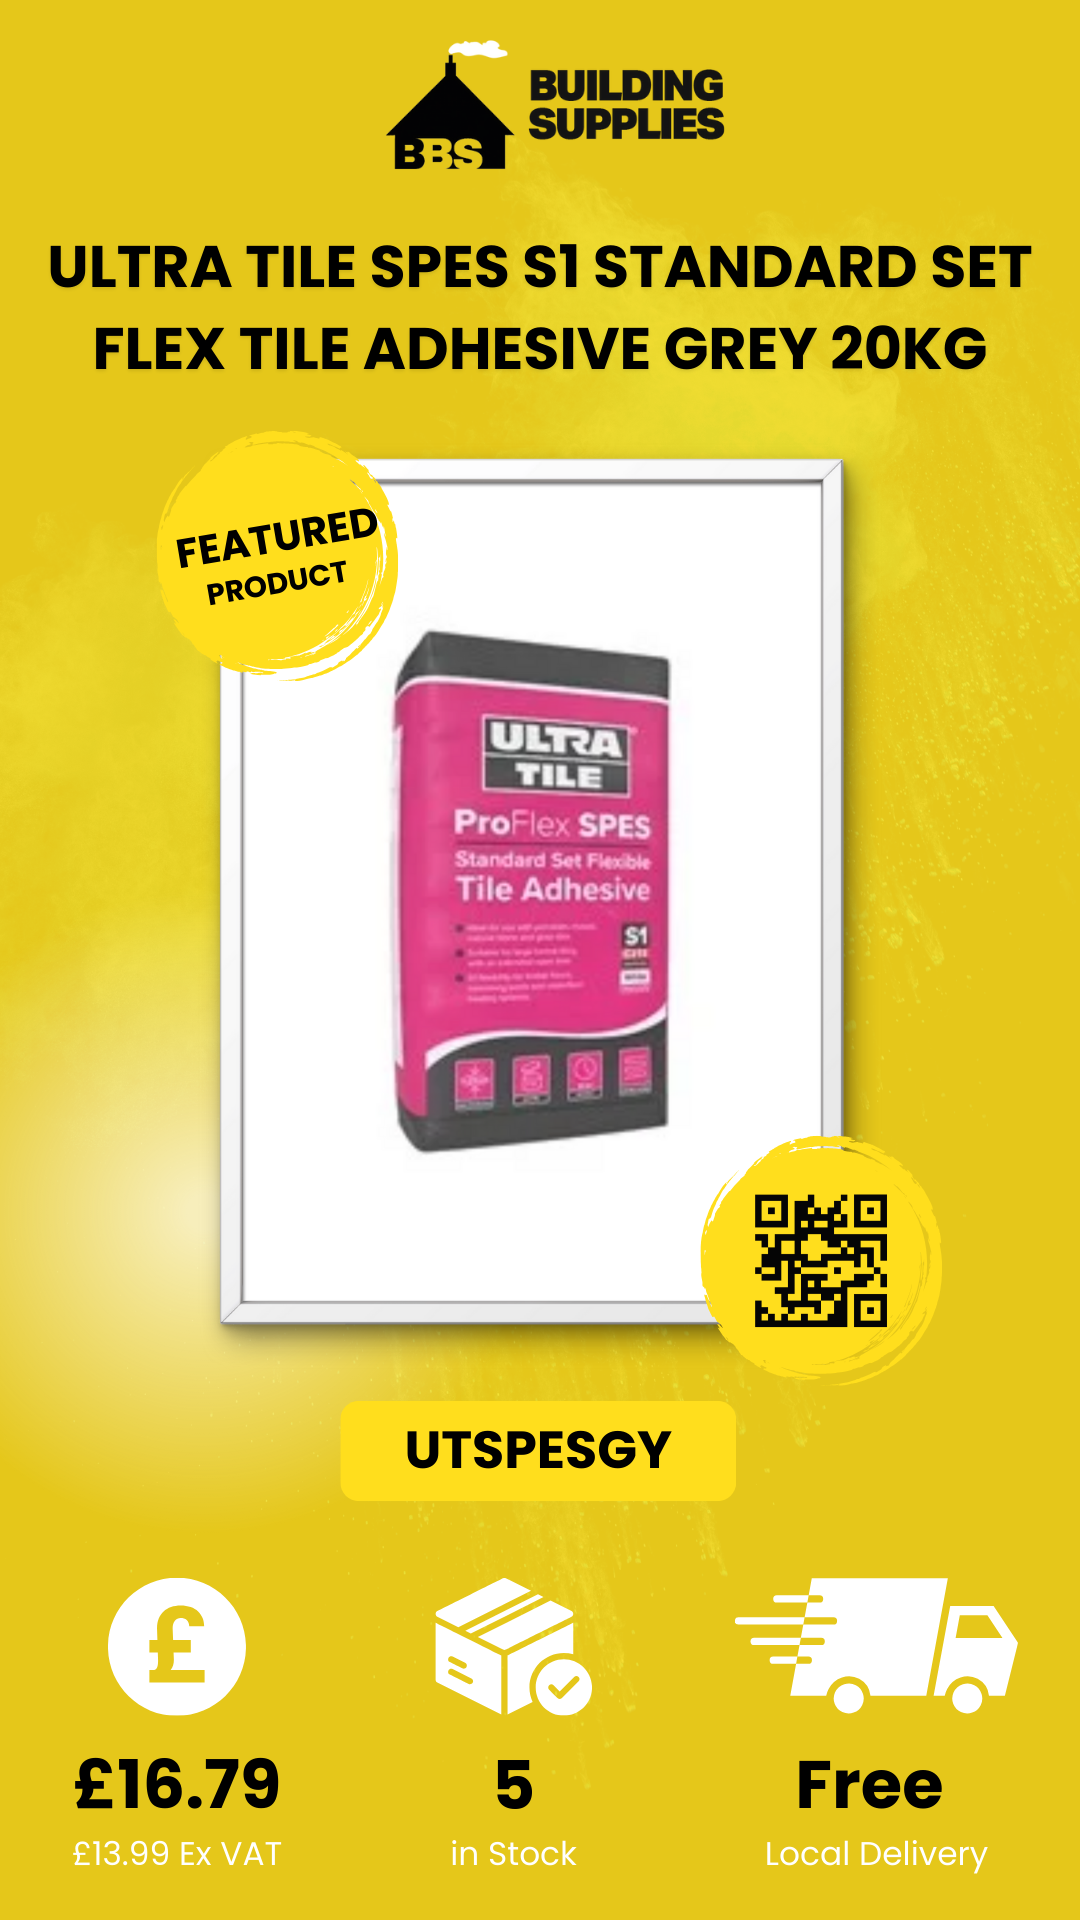 BBS
BUILDING
SUPPLIES
ULTRA TILE SPES S1 STANDARD SET
FLEX TILE ADHESIVE GREY 20KG
FEATURED
PRODUCT
ULTRA
TILE
ProFlex SPES
Standard Set Flexible
Tile Adhesive
S1
UTSPESGY
£
£16.79
£13.99 Ex VAT
5
in Stock
Free
Local Delivery